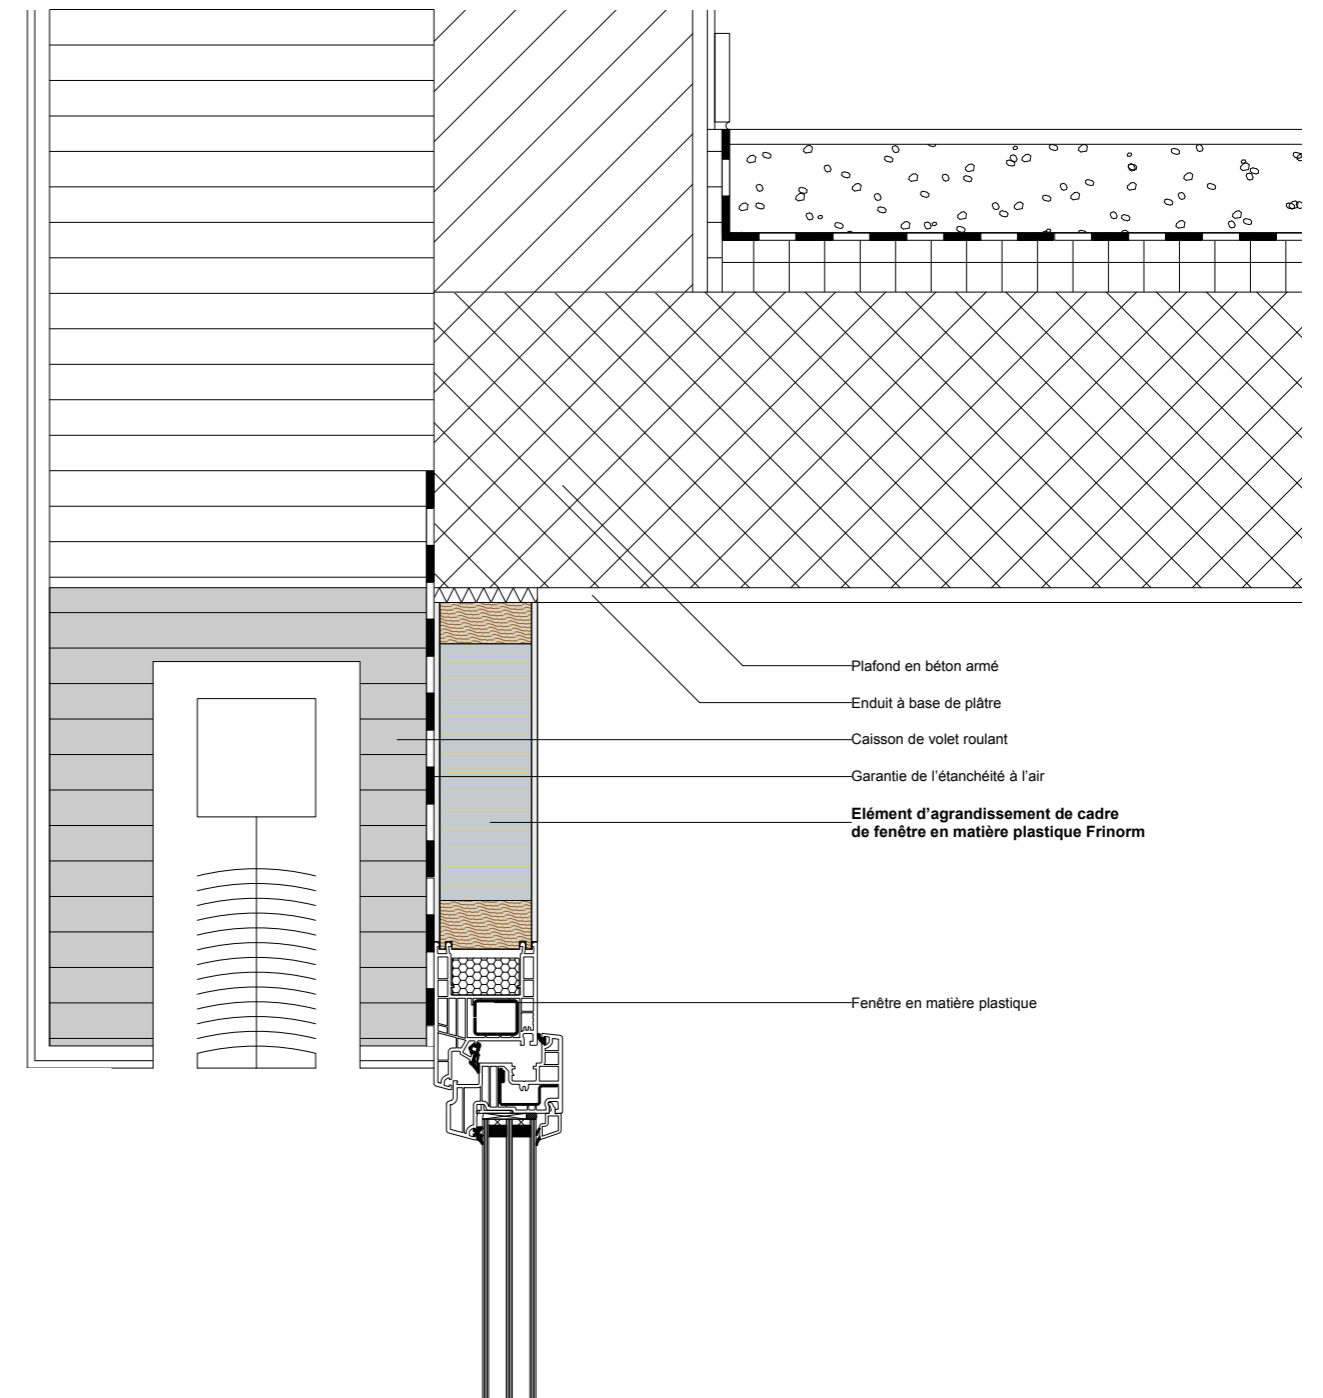 Plafond en béton armé
Enduit à base de plâtre
Caisson de volet roulant
Garantie de l’étanchéité à l’air
Elément d’agrandissement de cadre
de fenêtre en matière plastique Frinorm
Fenêtre en matière plastique